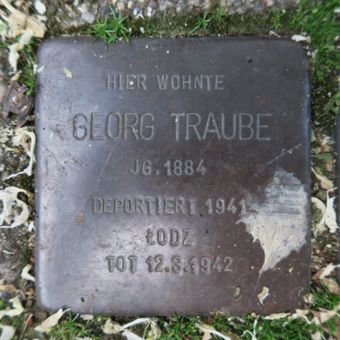 HIER WOHNTE
GEORG TRAUBE
JG. 1884
DEPORTIERT 1941
ŁODZ
TOT 12.3.1942